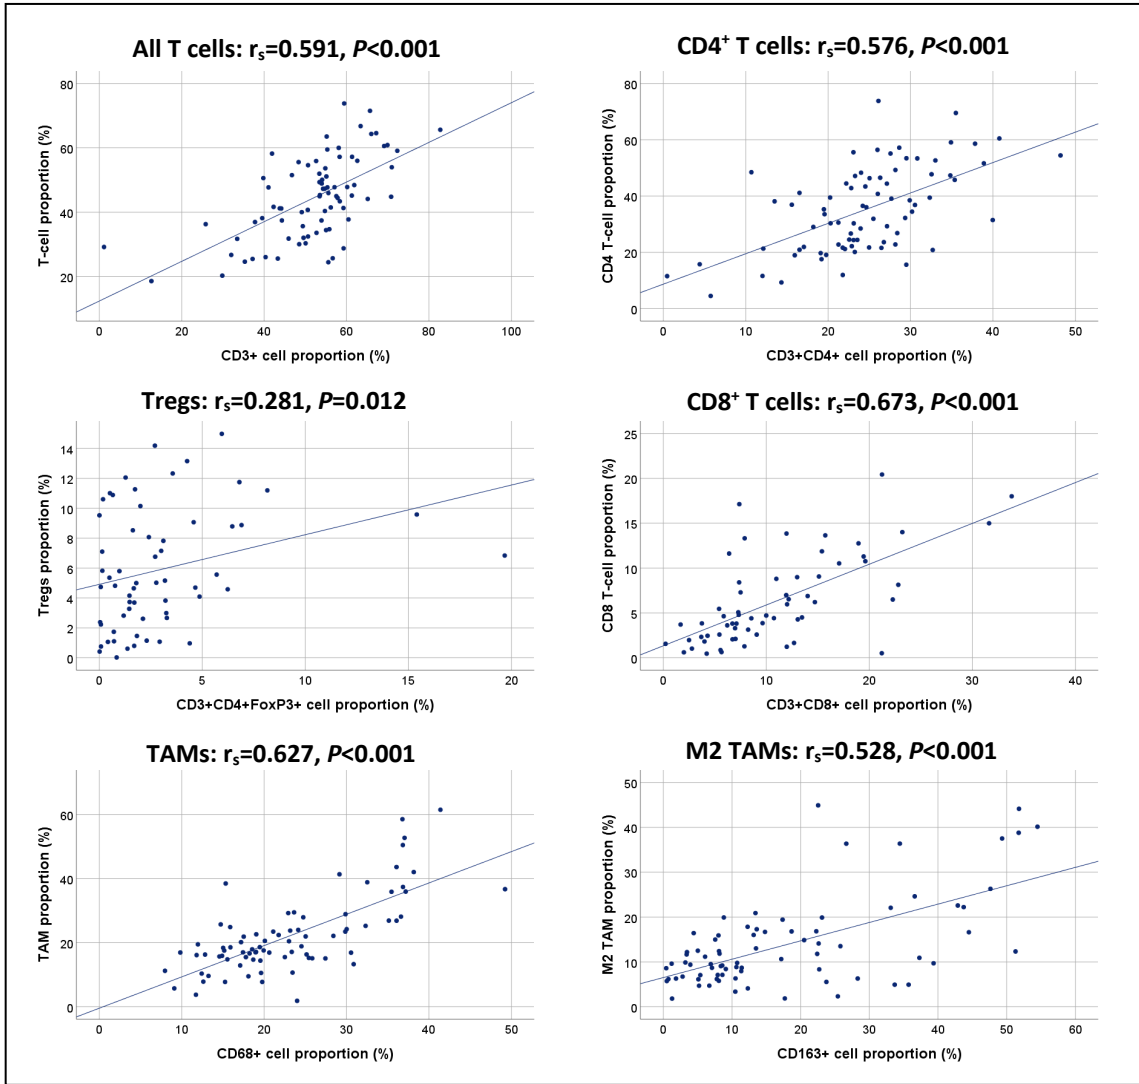 All T cells: rs=0.591, P<0.001
80
60
40
20
0 20 40 60 80 100
T-cell proportion (%)
CD3+ cell proportion (%)
CD4+ T cells: rs=0.576, P<0.001
80
60
40
20
0
0 10 20 30 40 50
CD4 T-cell proportion (%)
CD3+CD4+ cell proportion (%)
Tregs: rs=0.281, P=0.012
14
12
10
8
6
4
2
0
0 5 10 15 20
Tregs proportion (%)
CD3+CD4+FoxP3+ cell proportion (%)
CD8+ T cells: rs=0.673, P<0.001
25
20
15
10
5
0
0 10 20 30 40
CD8 T-cell proportion (%)
CD3+CD8+ cell proportion (%)
TAMs: rs=0.627, P<0.001
60
40
20
0
0 10 20 30 40 50
TAM proportion (%)
CD68+ cell proportion (%)
M2 TAMs: rs=0.528, P<0.001
50
40
30
20
10
0
0 10 20 30 40 50 60
M2 TAM proportion (%)
CD163+ cell proportion (%)